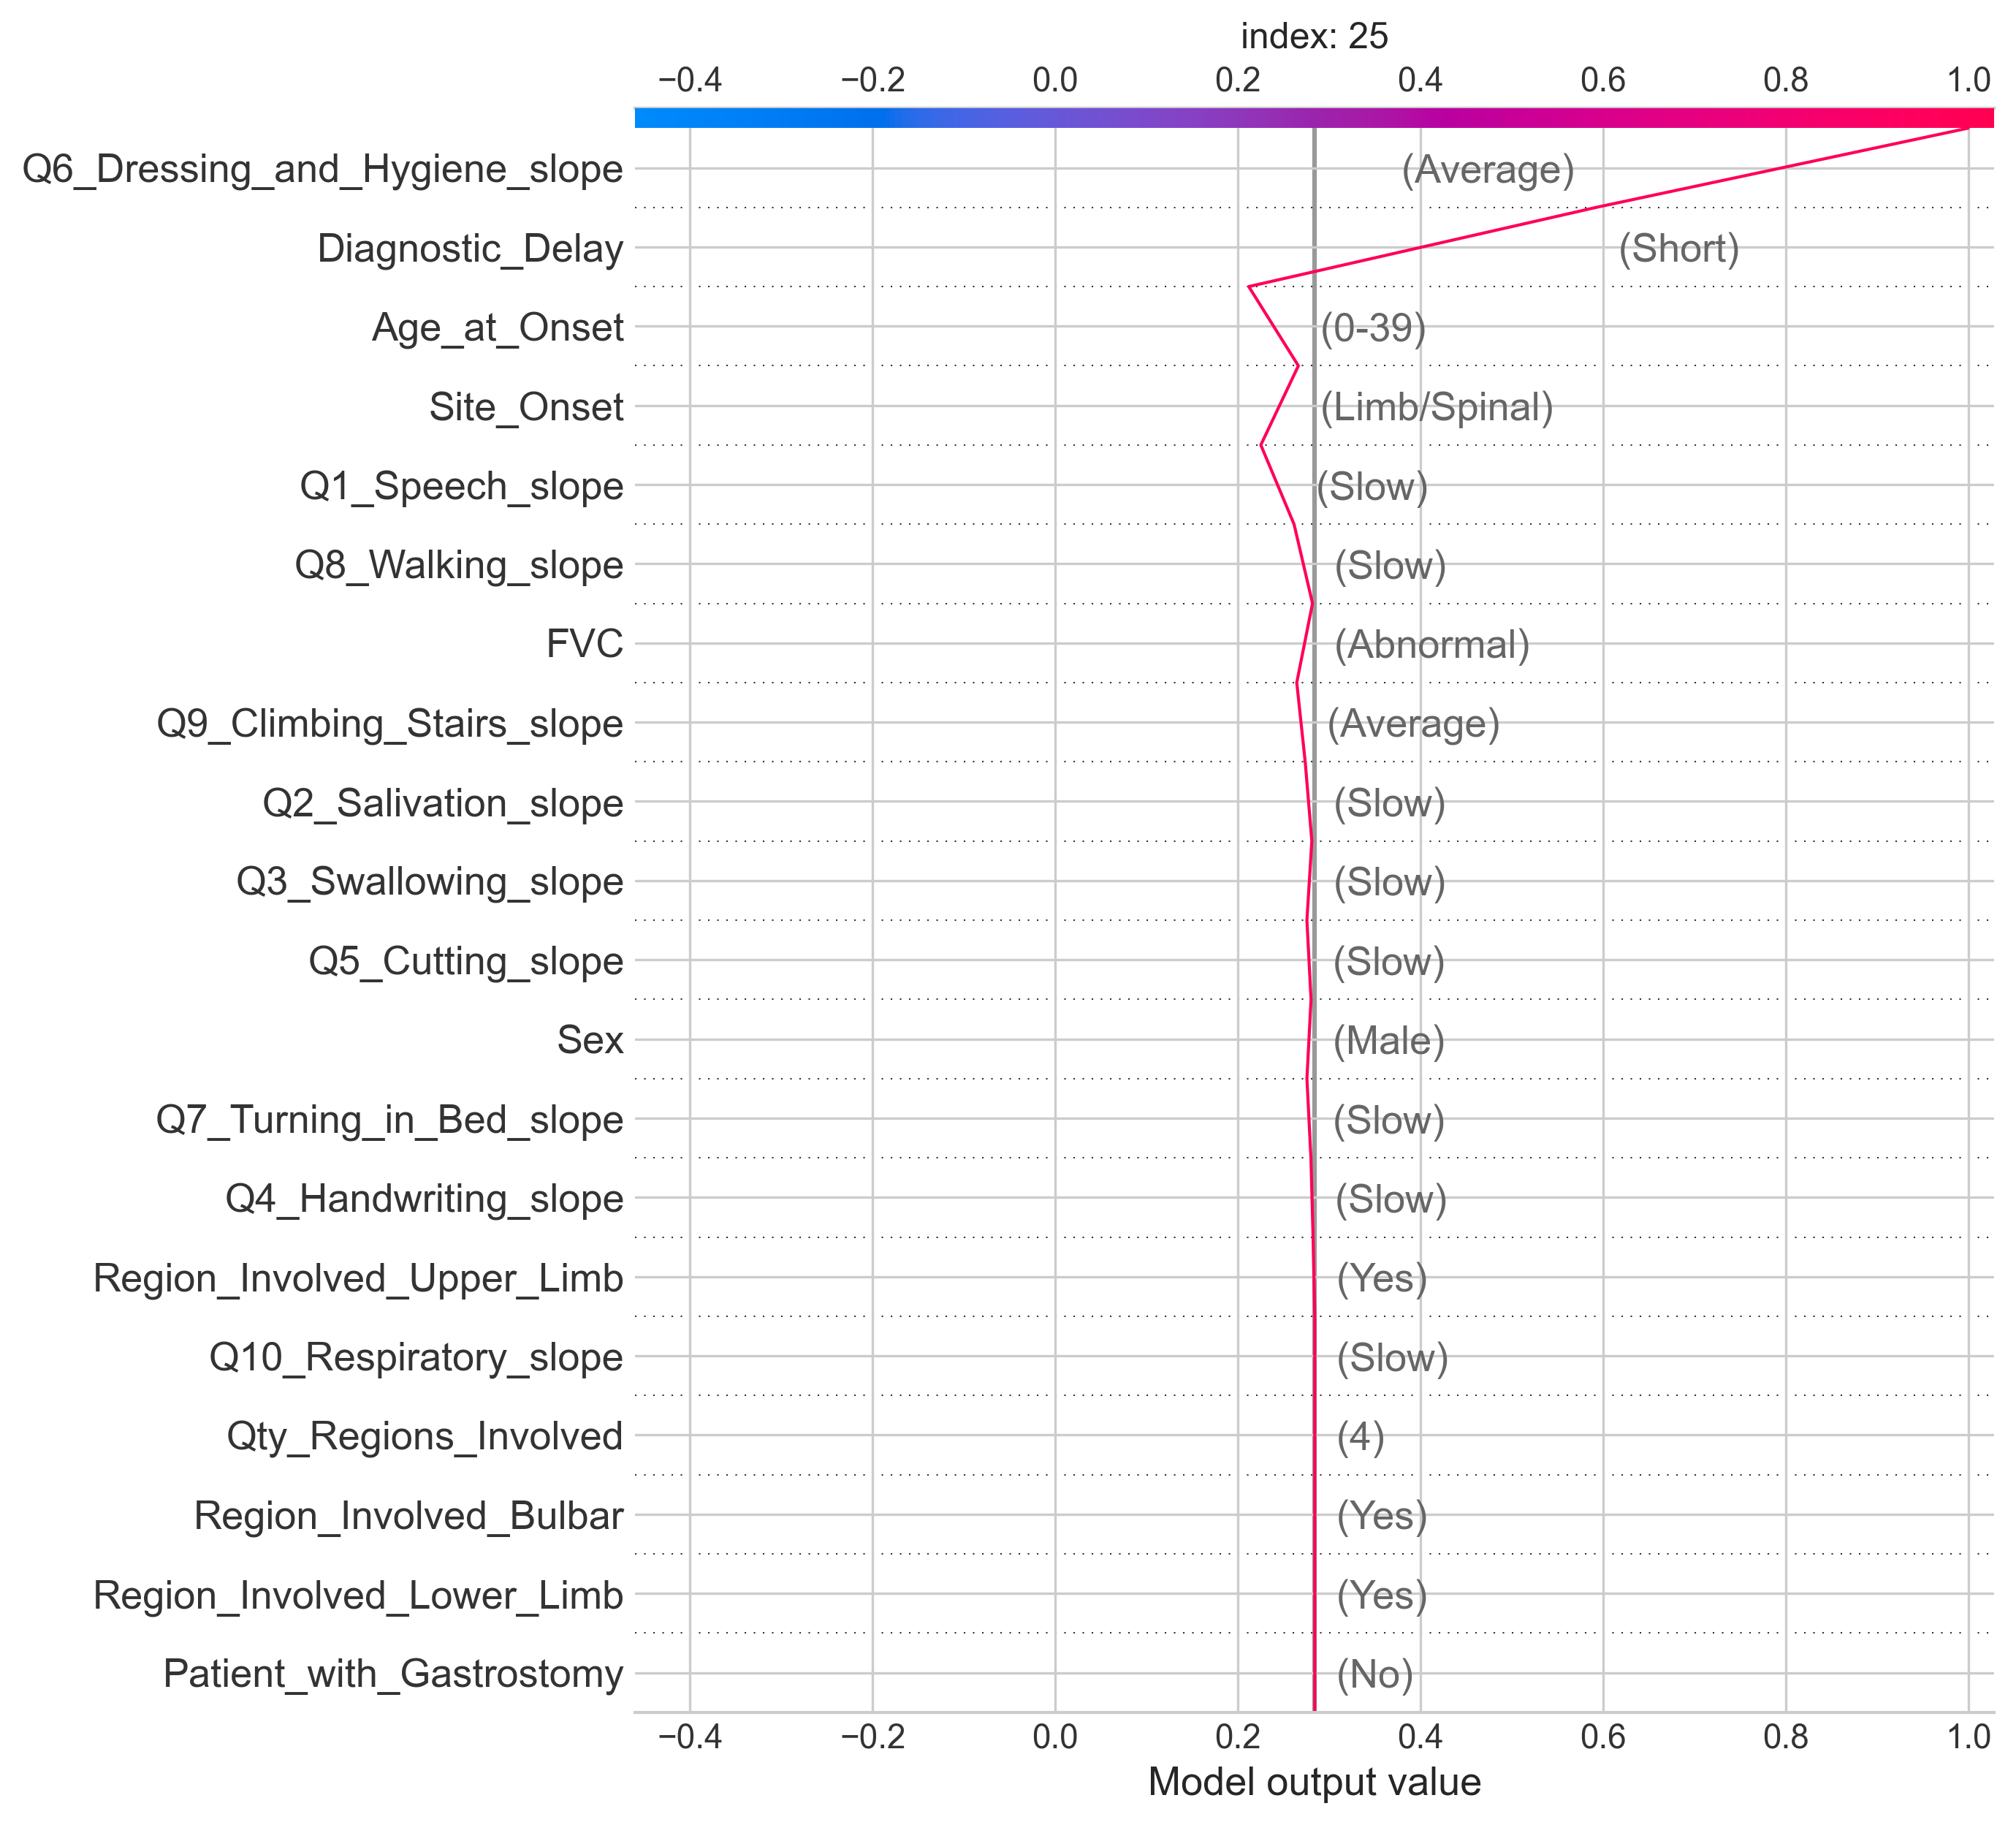 index: 25
−0.4 −0.2 0.0 0.2 0.4 0.6 0.8 1.0
Q6_Dressing_and_Hygiene_slope (Average)
Diagnostic_Delay (Short)
Age_at_Onset (0-39)
Site_Onset (Limb/Spinal)
Q1_Speech_slope (Slow)
Q8_Walking_slope (Slow)
FVC (Abnormal)
Q9_Climbing_Stairs_slope (Average)
Q2_Salivation_slope (Slow)
Q3_Swallowing_slope (Slow)
Q5_Cutting_slope (Slow)
Sex (Male)
Q7_Turning_in_Bed_slope (Slow)
Q4_Handwriting_slope (Slow)
Region_Involved_Upper_Limb (Yes)
Q10_Respiratory_slope (Slow)
Qty_Regions_Involved (4)
Region_Involved_Bulbar (Yes)
Region_Involved_Lower_Limb (Yes)
Patient_with_Gastrostomy (No)
−0.4 −0.2 0.0 0.2 0.4 0.6 0.8 1.0
Model output value